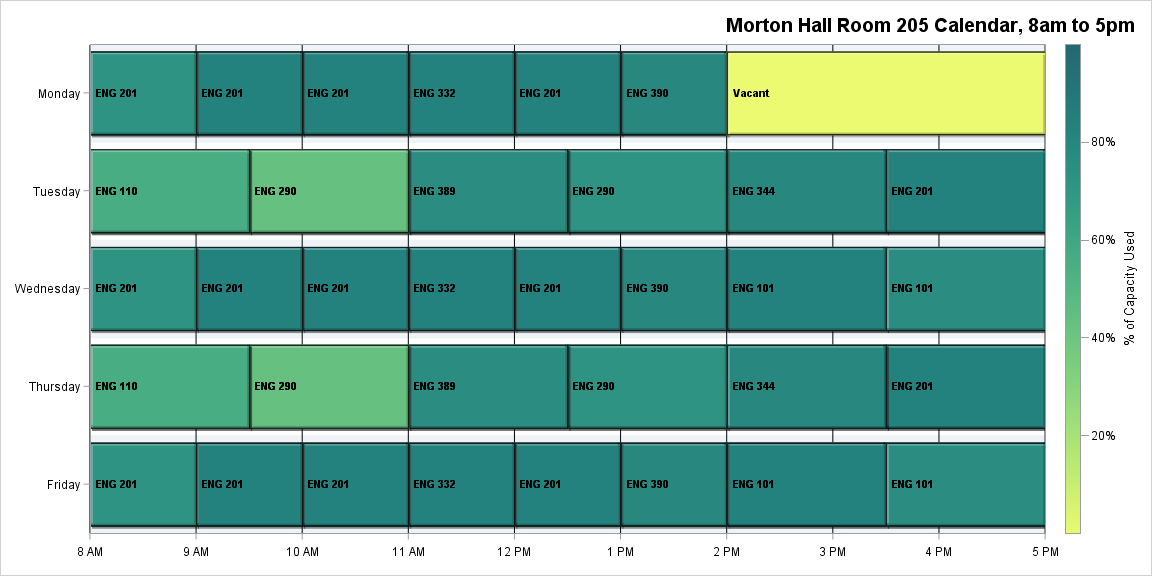 Morton Hall Room 205 Calendar, 8am to 5pm
Monday ENG 201 ENG 201 ENG 201 ENG 332 ENG 201 ENG 390 Vacant
80%
Tuesday ENG 110 ENG 290 ENG 389 ENG 290 ENG 344 ENG 201
60%
% of Capacity Used
Wednesday ENG 201 ENG 201 ENG 201 ENG 332 ENG 201 ENG 390 ENG 101 ENG 101
40%
Thursday ENG 110 ENG 290 ENG 389 ENG 290 ENG 344 ENG 201
20%
Friday ENG 201 ENG 201 ENG 201 ENG 332 ENG 201 ENG 390 ENG 101 ENG 101
8 AM 9 AM 10 AM 11 AM 12 PM 1 PM 2 PM 3 PM 4 PM 5 PM